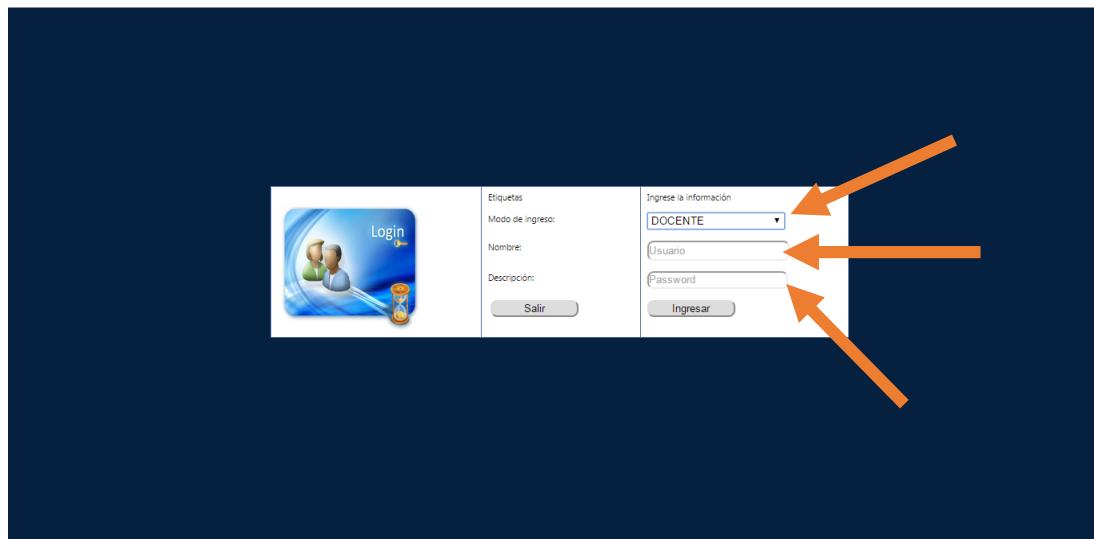 Login
Etiquetas
Ingrese la información
Modo de ingreso:
DOCENTE
Nombre:
Usuario
Descripción:
Password
Salir
Ingresar